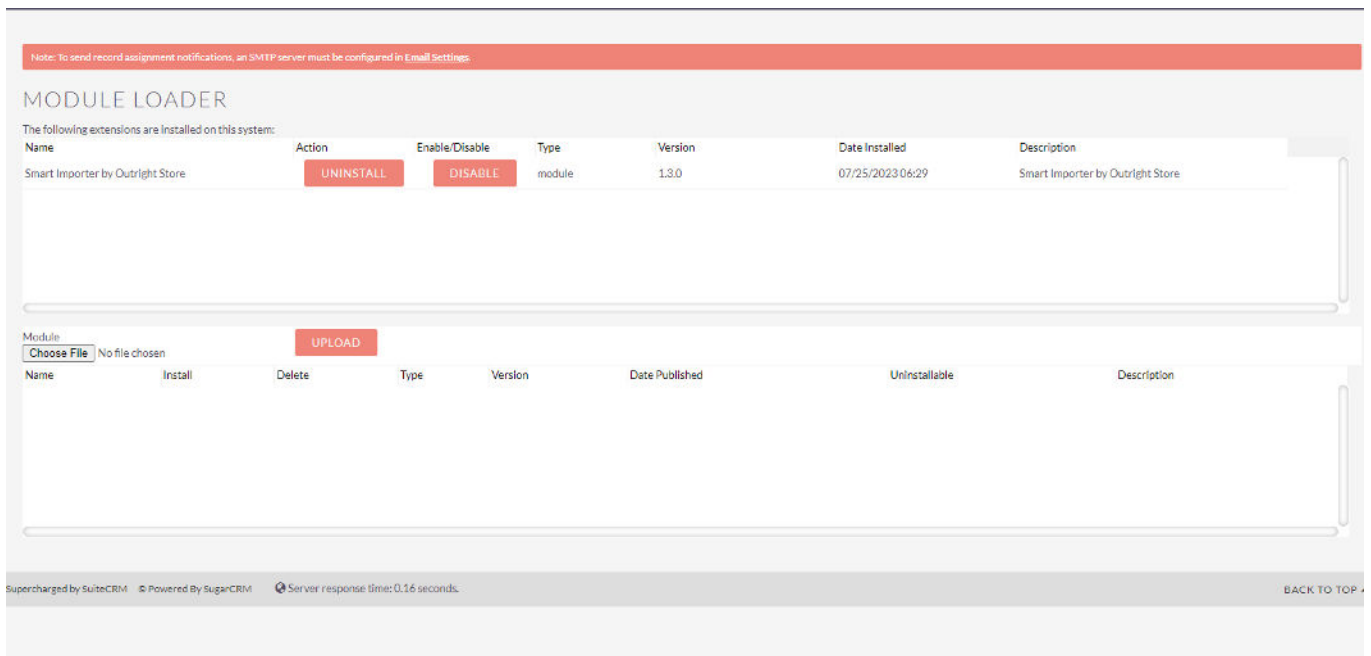 Note: To send record assignment notifications, an SMTP server must be configured in Email Settings.
MODULE LOADER
The following extensions are installed on this system:
Name Action Enable/Disable Type Version Date Installed Description
Smart Importer by Outright Store UNINSTALL DISABLE module 1.3.0 07/25/2023 06:29 Smart Importer by Outright Store
Module
UPLOAD
Choose File No file chosen
Name Install Delete Type Version Date Published Uninstallable Description
Supercharged by SuiteCRM © Powered By SugarCRM Server response time: 0.16 seconds. BACK TO TOP